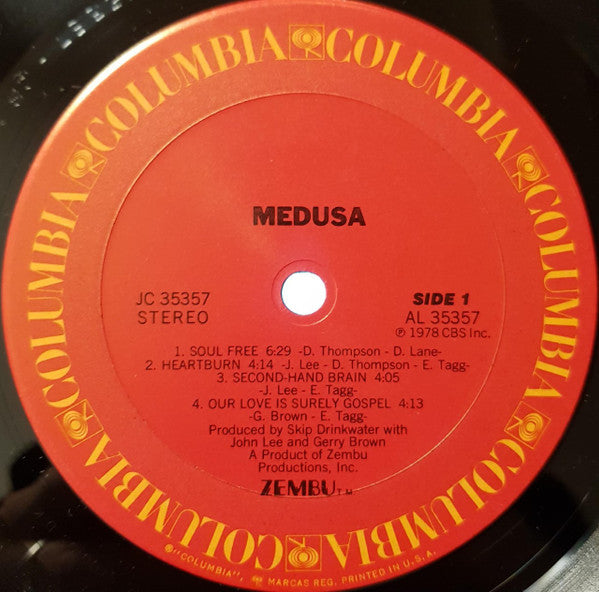 COLUMBIA COLUMBIA COLUMBIA COLUMBIA COLUMBIA COLUMBIA COLUMBIA COLUMBIA
MEDUSA
JC 35357
STEREO
SIDE 1
AL 35357
℗ 1978 CBS Inc.
1. SOUL FREE 6:29 -D. Thompson - D. Lane-
2. HEARTBURN 4:14 -J. Lee - D. Thompson - E. Tagg-
3. SECOND-HAND BRAIN 4:05
-J. Lee - E. Tagg-
4. OUR LOVE IS SURELY GOSPEL 4:13
-G. Brown - E. Tagg-
Produced by Skip Drinkwater with
John Lee and Gerry Brown
A Product of Zembu
Productions, Inc.
ZEMBU T.M.
®"COLUMBIA", MARCAS REG. PRINTED IN U.S.A.